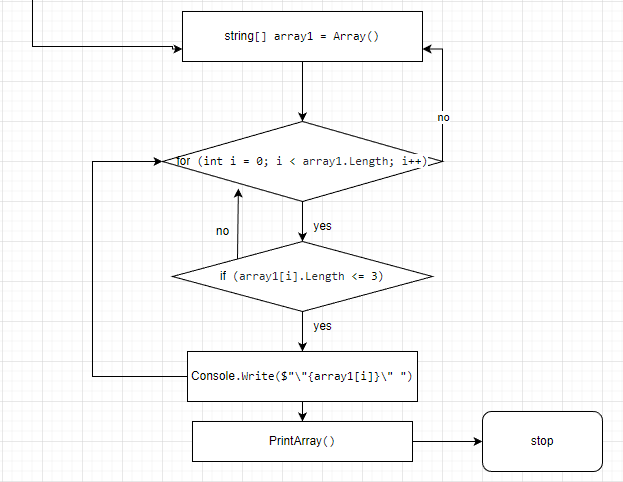 string[] array1 = Array()
no
for (int i = 0; i < array1.Length; i++)
yes
no
if (array1[i].Length <= 3)
yes
Console.Write($"\"{array1[i]}\" ")
PrintArray()
stop